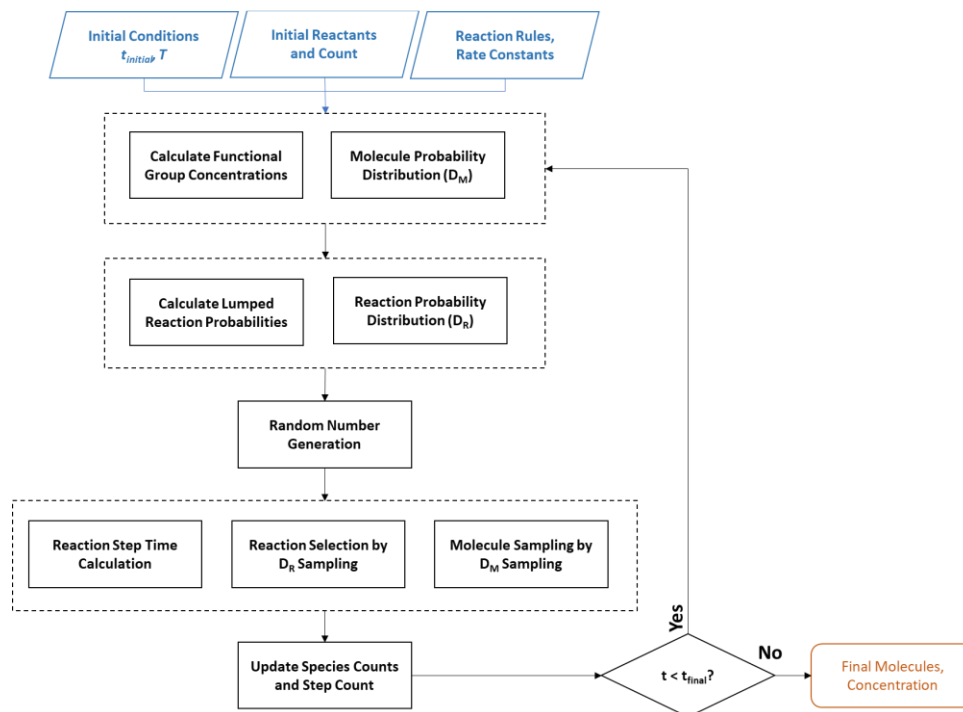 Initial Conditions
t_initial, T
Initial Reactants
and Count
Reaction Rules,
Rate Constants
Calculate Functional
Group Concentrations
Molecule Probability
Distribution (D_M)
Calculate Lumped
Reaction Probabilities
Reaction Probability
Distribution (D_R)
Random Number
Generation
Reaction Step Time
Calculation
Reaction Selection by
D_R Sampling
Molecule Sampling by
D_M Sampling
Update Species Counts
and Step Count
t < t_final?
Yes
No
Final Molecules,
Concentration